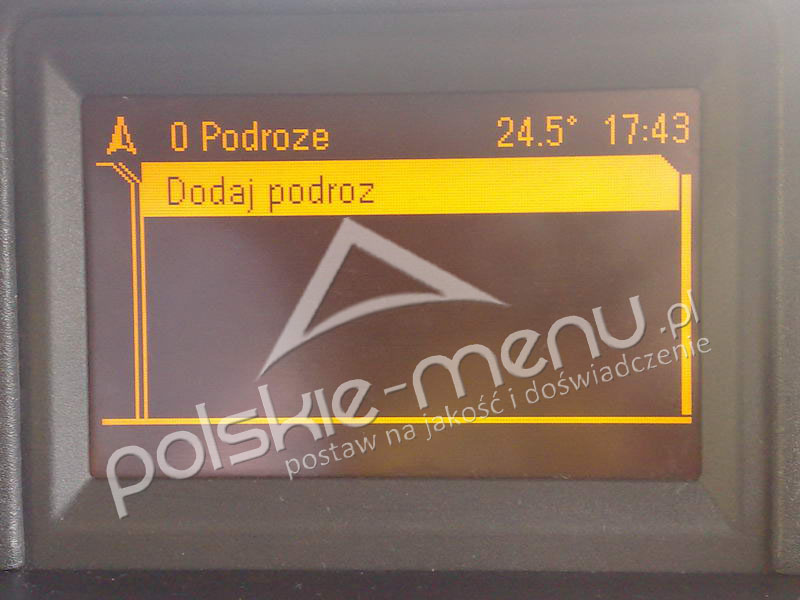 0 Podroze 24.5° 17:43
Dodaj podroz
polskie-menu.pl
postaw na jakość i doświadczenie